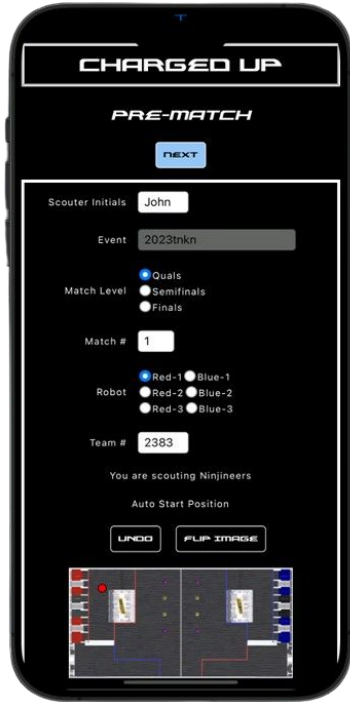 CHARGED UP
PRE-MATCH
NEXT
Scouter Initials John
Event 2023tnkn
Match Level Quals
Semifinals
Finals
Match # 1
Robot Red-1 Blue-1
Red-2 Blue-2
Red-3 Blue-3
Team # 2383
You are scouting Ninjineers
Auto Start Position
UNDO FLIP IMAGE